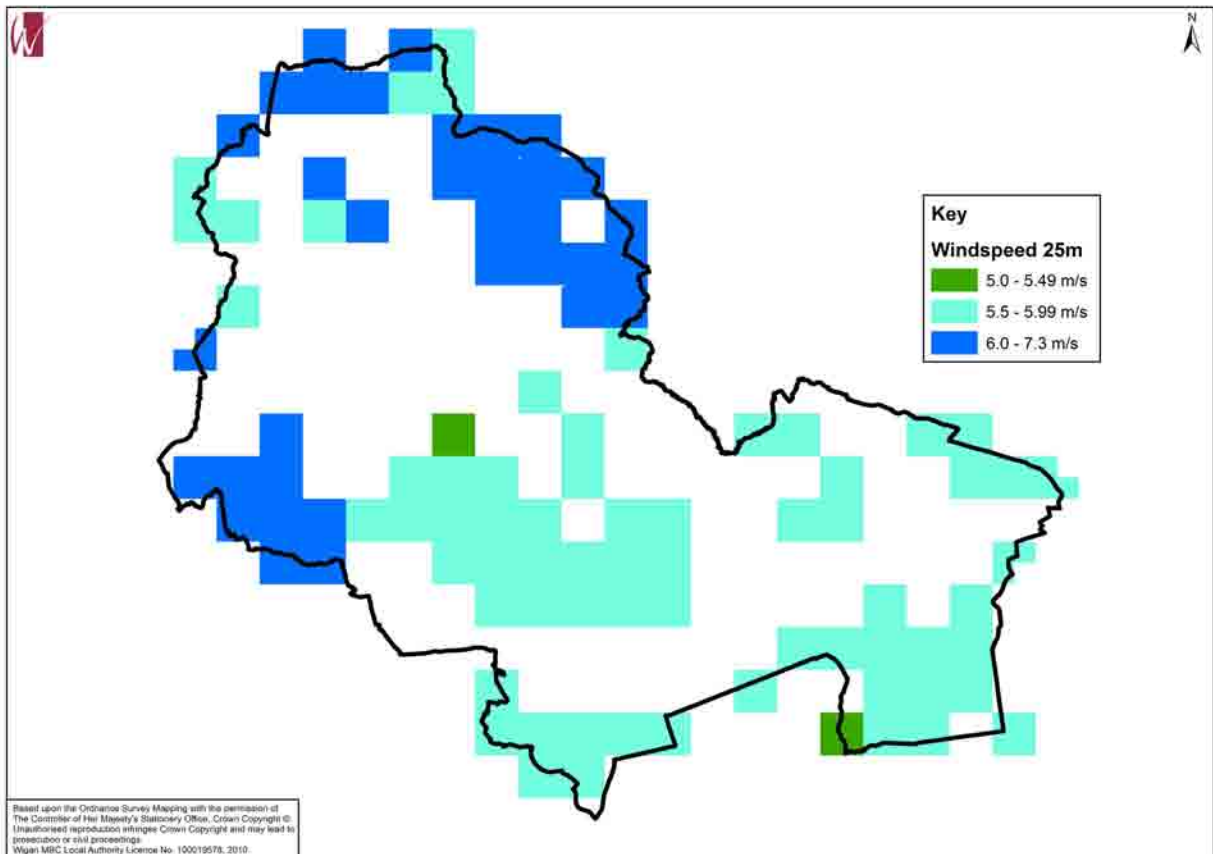 N
Key
Windspeed 25m
5.0 - 5.49 m/s
5.5 - 5.99 m/s
6.0 - 7.3 m/s
Based upon the Ordnance Survey Mapping with the permission of
The Controller of Her Majesty's Stationery Office, Crown Copyright ©
Unauthorised reproduction infringes Crown Copyright and may lead to
prosecution or civil proceedings
Wigan MBC Local Authority Licence No. 100019578, 2010.